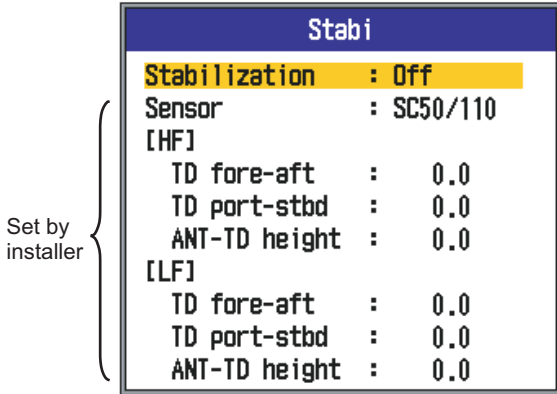 Stabi
Stabilization : Off
Sensor : SC50/110
[HF]
TD fore-aft : 0.0
TD port-stbd : 0.0
ANT-TD height : 0.0
[LF]
TD fore-aft : 0.0
TD port-stbd : 0.0
ANT-TD height : 0.0
Set by
installer